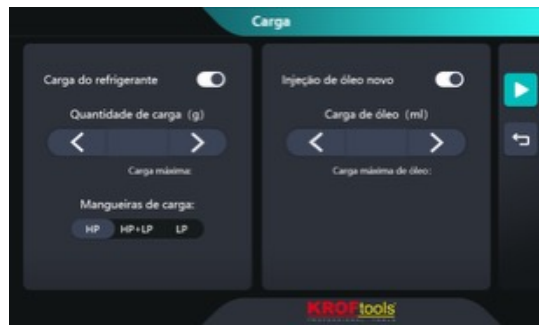 Carga
Carga do refrigerante
Quantidade de carga (g)
Carga máxima:
Mangueiras de carga:
HP HP+LP LP
Injeção de óleo novo
Carga de óleo (ml)
Carga máxima de óleo:
KROFtools